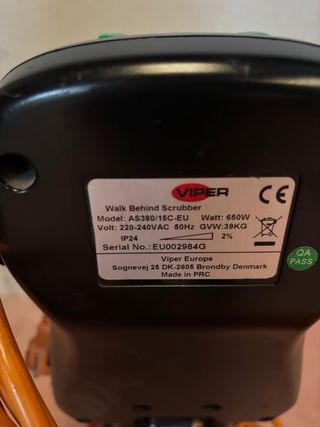 VIPER
CE
Walk Behind Scrubber
Model: AS380/15C-EU Watt: 650W
Volt: 220-240VAC 50Hz GVW:39KG
IP24 2%
Serial No.:EU002984G
QA
PASS
Viper Europe
Sognevej 25 DK-2605 Brondby Denmark
Made in PRC